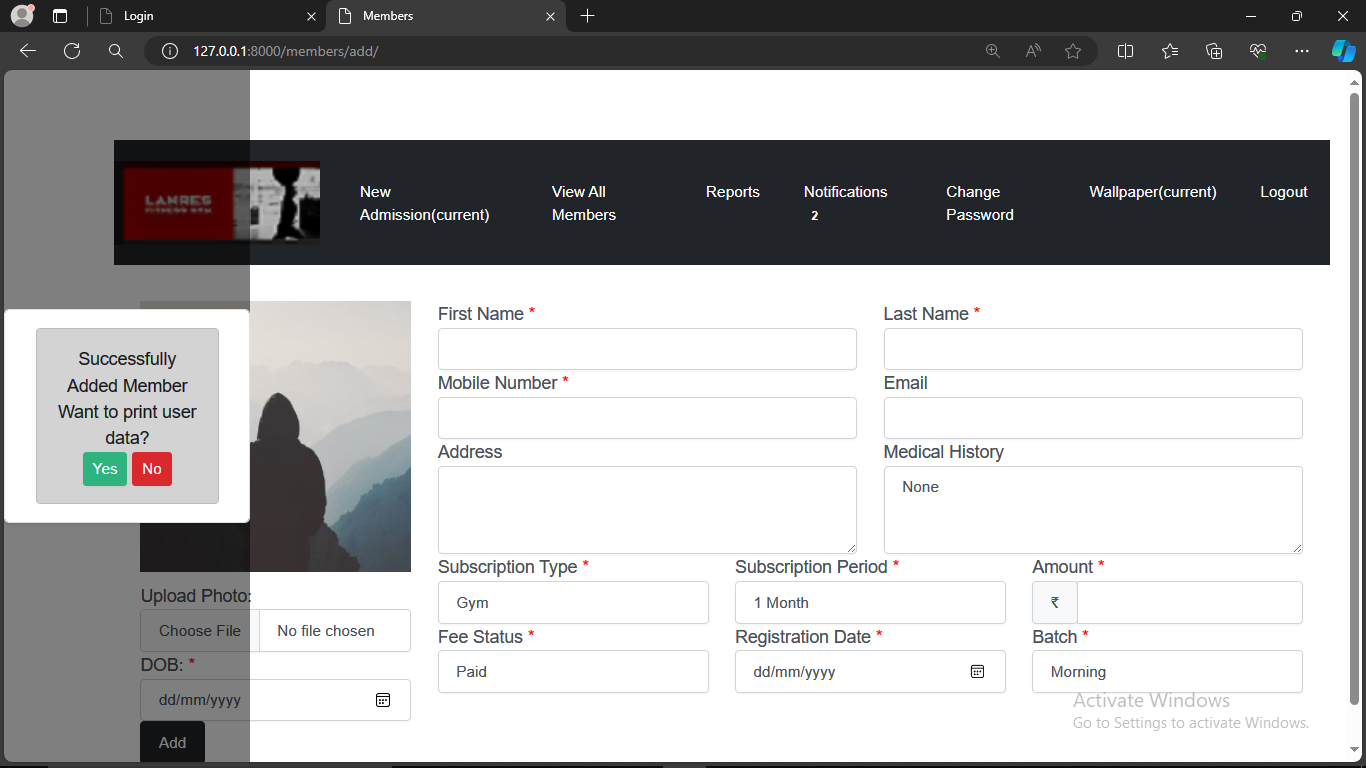 Login
Members
127.0.0.1:8000/members/add/
LANRES
FITNESS GYM
New
Admission(current)
View All
Members
Reports
Notifications
2
Change
Password
Wallpaper(current)
Logout
Successfully
Added Member
Want to print user
data?
Yes No
Upload Photo:
Choose File No file chosen
DOB: *
dd/mm/yyyy
Add
First Name *
Last Name *
Mobile Number *
Email
Address
Medical History
None
Subscription Type *
Gym
Subscription Period *
1 Month
Amount *
₹
Fee Status *
Paid
Registration Date *
dd/mm/yyyy
Batch *
Morning
Activate Windows
Go to Settings to activate Windows.